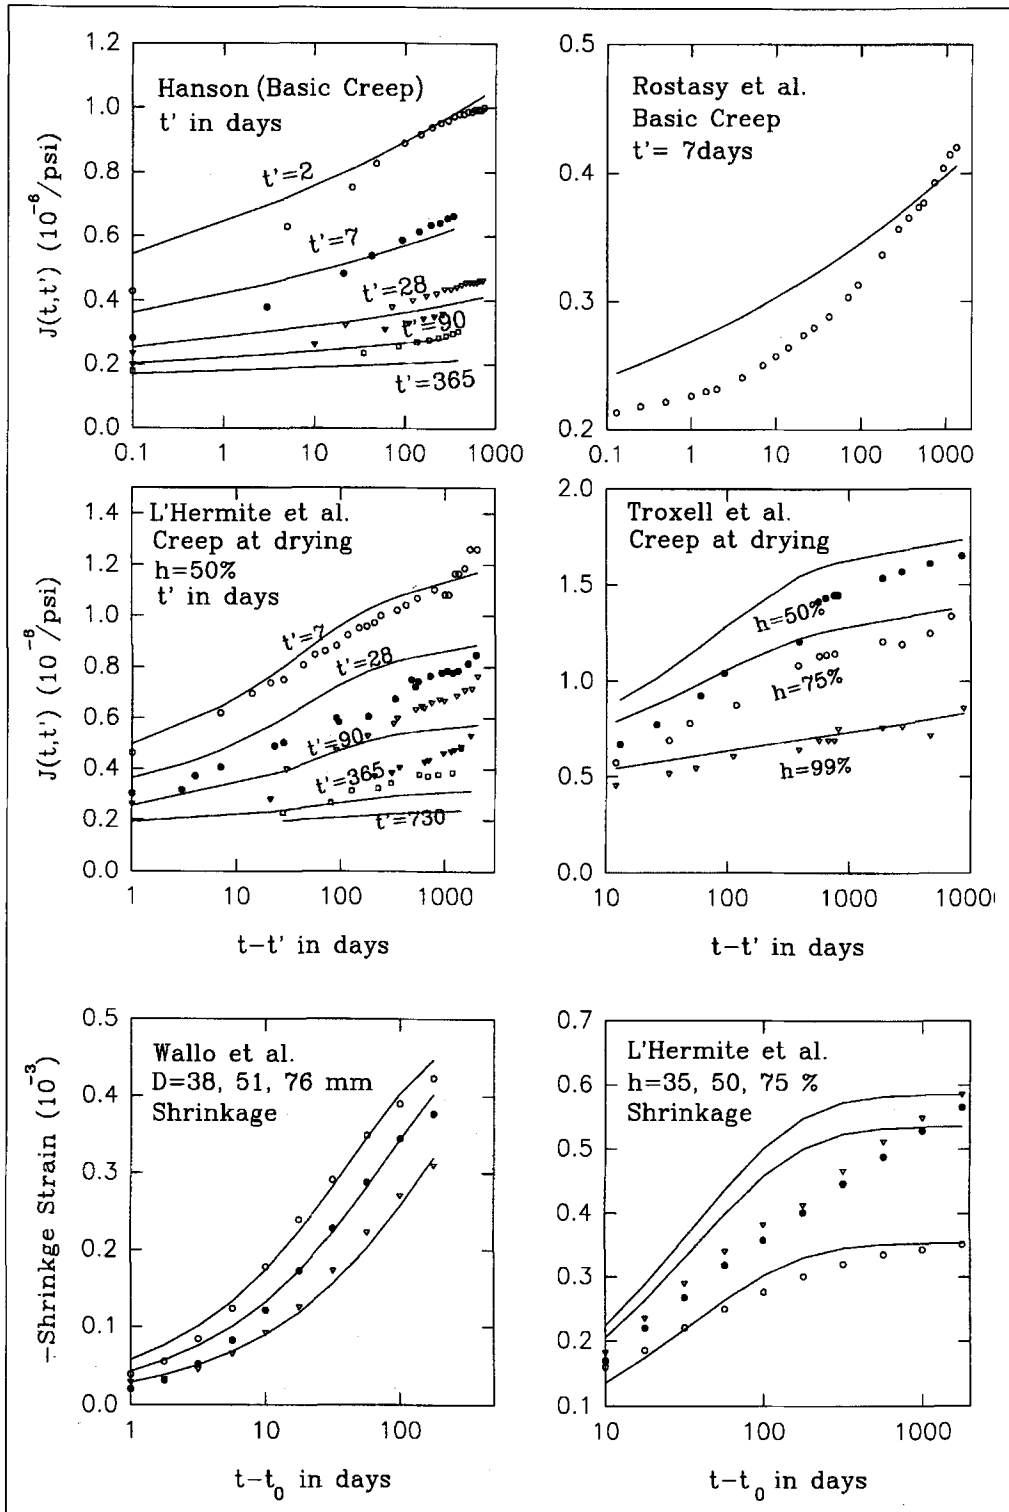 1.2
1.0
0.8
0.6
0.4
0.2
0.0
J(t,t') (10⁻⁶/psi)
Hanson (Basic Creep)
t' in days
t'=2
t'=7
t'=28
t'=90
t'=365
0.1 1 10 100 1000
0.5
0.4
0.3
0.2
Rostasy et al.
Basic Creep
t'= 7days
0.1 1 10 100 1000
1.4
1.2
1.0
0.8
0.6
0.4
0.2
0.0
J(t,t') (10⁻⁶/psi)
L'Hermite et al.
Creep at drying
h=50%
t' in days
t'=7
t'=28
t'=90
t'=365
t'=730
1 10 100 1000
t-t' in days
2.0
1.5
1.0
0.5
0.0
Troxell et al.
Creep at drying
h=50%
h=75%
h=99%
10 100 1000 10000
t-t' in days
0.5
0.4
0.3
0.2
0.1
0.0
-Shrinkge Strain (10⁻³)
Wallo et al.
D=38, 51, 76 mm
Shrinkage
1 10 100
t-t₀ in days
0.7
0.6
0.5
0.4
0.3
0.2
0.1
L'Hermite et al.
h=35, 50, 75 %
Shrinkage
10 100 1000
t-t₀ in days